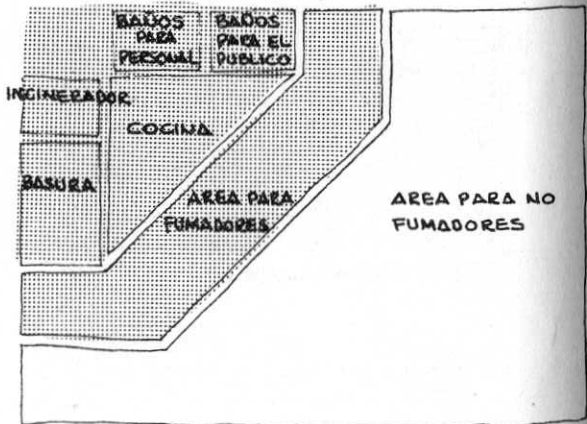 BAÑOS
PARA
PERSONAL
BAÑOS
PARA EL
PUBLICO
INCINERADOR
COCINA
BASURA
AREA PARA
FUMADORES
AREA PARA NO
FUMADORES